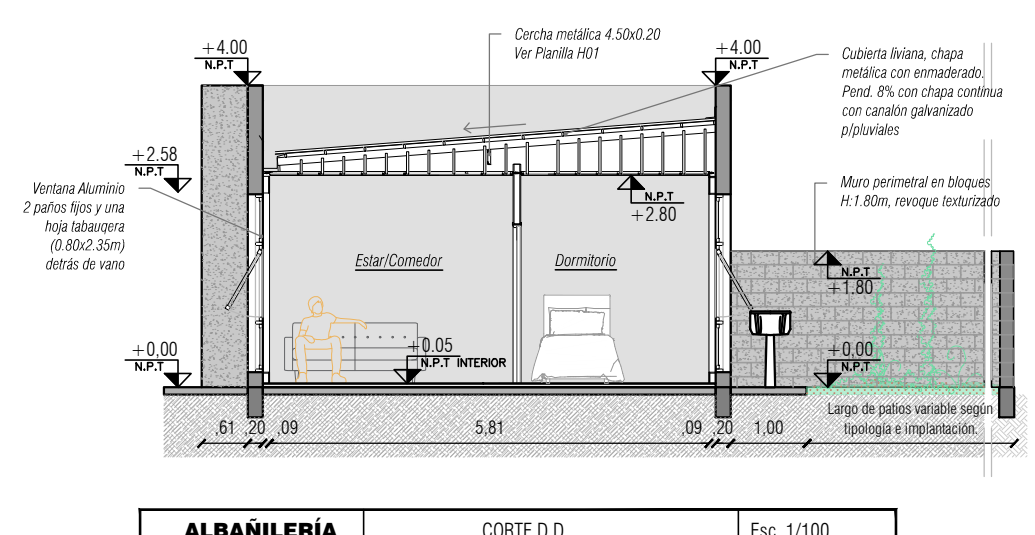 Cercha metálica 4.50x0.20
Ver Planilla H01
+4.00
N.P.T
+4.00
N.P.T
Cubierta liviana, chapa
metálica con enmaderado.
Pend. 8% con chapa continua
con canalón galvanizado
p/pluviales
+2.58
N.P.T
Ventana Aluminio
2 paños fijos y una
hoja tabauqera
(0.80x2.35m)
detrás de vano
N.P.T
+2.80
Muro perimetral en bloques
H:1.80m, revoque texturizado
Estar/Comedor
Dormitorio
N.P.T
+1.80
+0,00
N.P.T
+0.05
N.P.T INTERIOR
+0,00
N.P.T
Largo de patios variable según
tipología e implantación.
,61 ,20 ,09 5,81 ,09 ,20 1,00
ALBAÑILERÍA CORTE D D Esc. 1/100